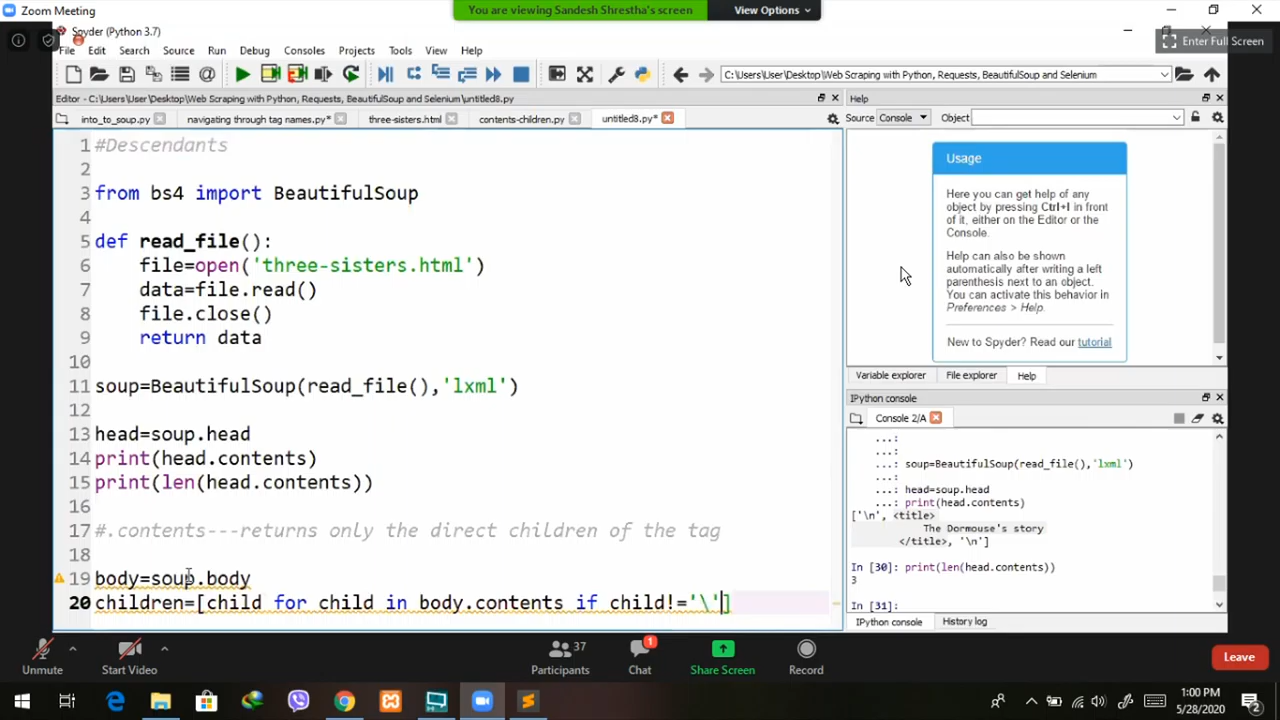 Zoom Meeting
You are viewing Sandesh Shrestha's screen
View Options
Spyder (Python 3.7)
Enter Full Screen
File Edit Search Source Run Debug Consoles Projects Tools View Help
C:\Users\User\Desktop\Web Scraping with Python, Requests, BeautifulSoup and Selenium
Editor - C:\Users\User\Desktop\Web Scraping with Python, Requests, BeautifulSoup and Selenium\untitled8.py
into_to_soup.py navigating through tag names.py* three-sisters.html contents-children.py untitled8.py*
1 #Descendants
2
3 from bs4 import BeautifulSoup
4
5 def read_file():
6 file=open('three-sisters.html')
7 data=file.read()
8 file.close()
9 return data
10
11 soup=BeautifulSoup(read_file(),'lxml')
12
13 head=soup.head
14 print(head.contents)
15 print(len(head.contents))
16
17 #.contents---returns only the direct children of the tag
18
19 body=soup.body
20 children=[child for child in body.contents if child!='\']
Help
Source Console Object
Usage
Here you can get help of any
object by pressing Ctrl+I in front
of it, either on the Editor or the
Console.
Help can also be shown
automatically after writing a left
parenthesis next to an object.
You can activate this behavior in
Preferences > Help.
New to Spyder? Read our tutorial
Variable explorer File explorer Help
IPython console
Console 2/A
...:
...:
...: soup=BeautifulSoup(read_file(),'lxml')
...:
...: head=soup.head
...: print(head.contents)
['\n', <title>
The Dormouse's story
</title>, '\n']
In [30]: print(len(head.contents))
3
In [31]:
IPython console History log
Unmute
Start Video
37
Participants
1
Chat
Share Screen
Record
Leave
1:00 PM
5/28/2020
2